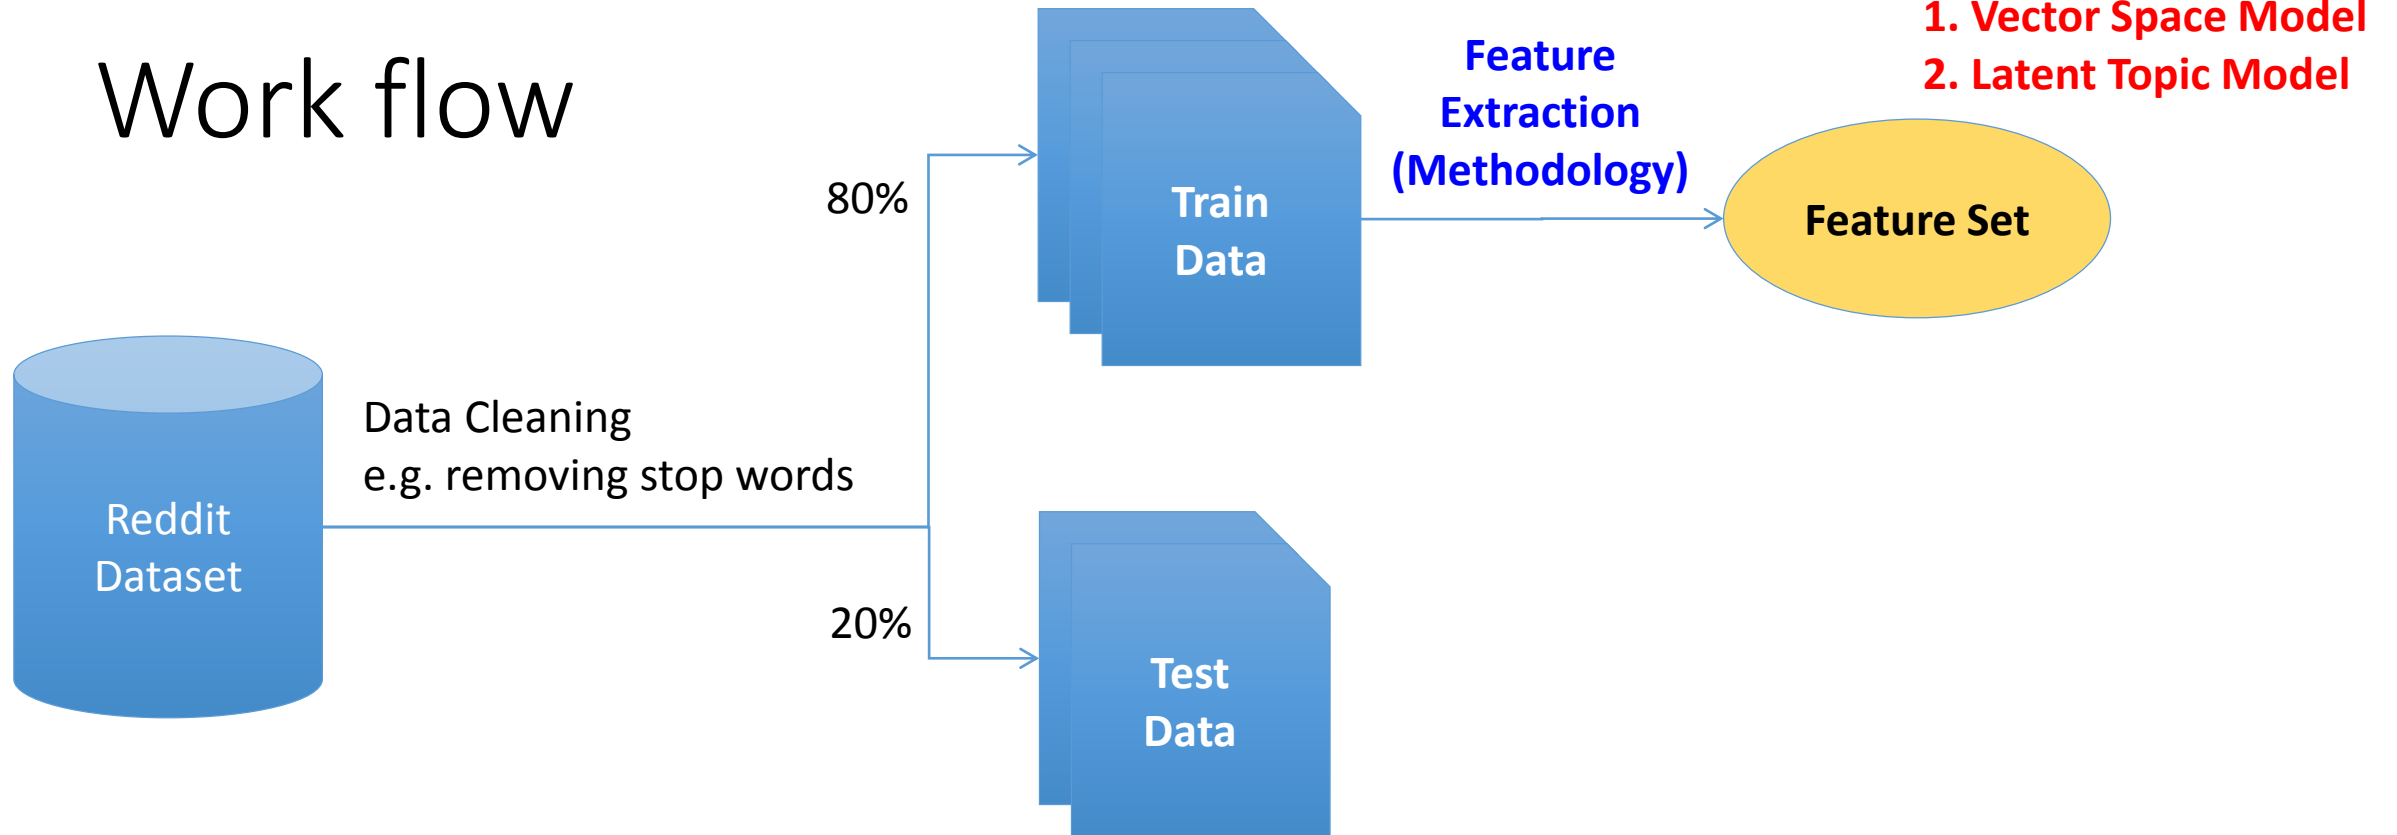 Work flow
Reddit
Dataset
Data Cleaning
e.g. removing stop words
80%
20%
Train
Data
Test
Data
Feature
Extraction
(Methodology)
1. Vector Space Model
2. Latent Topic Model
Feature Set